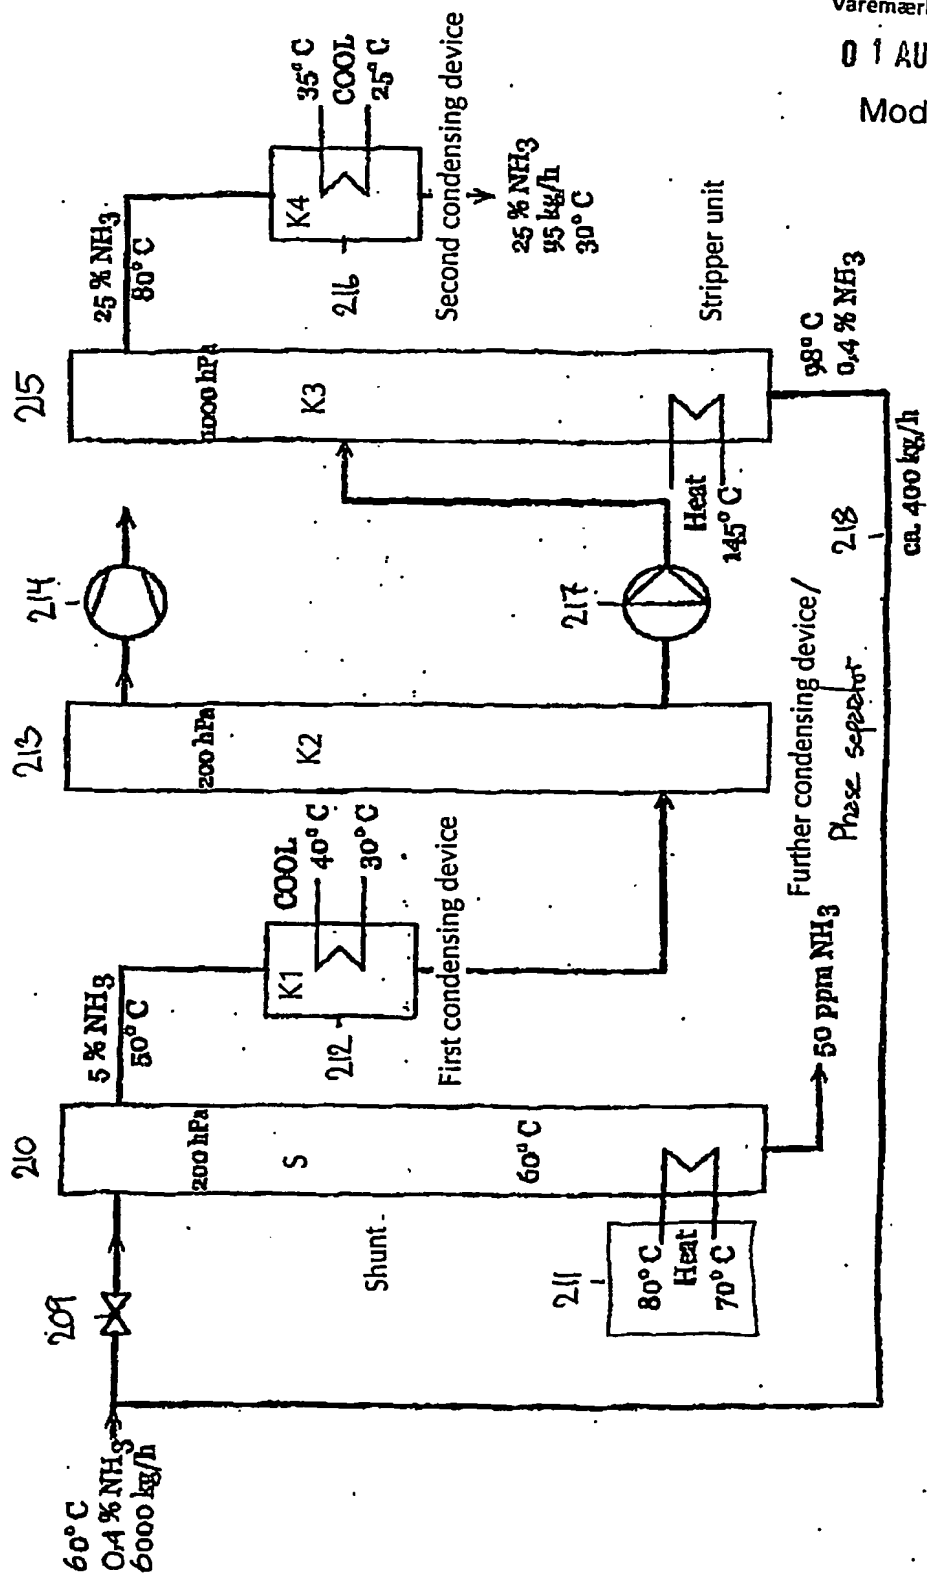 Varemærk
0 1 AU
Mod
60°C
0,4 % NH3
6000 kg/h
209
210
200 hPa
S
60°C
Shunt
211
80°C
Heat
70°C
50 ppm NH3
5 % NH3
50°C
K1
COOL
40°C
30°C
212
First condensing device
213
200 hPa
K2
214
217
Further condensing device/
Phase separator
215
1000 hPa
K3
Heat
145°C
Stripper unit
98°C
0,4 % NH3
218
ca. 400 kg/h
25 % NH3
80°C
K4
35°C
COOL
25°C
216
Second condensing device
25 % NH3
95 kg/h
30°C